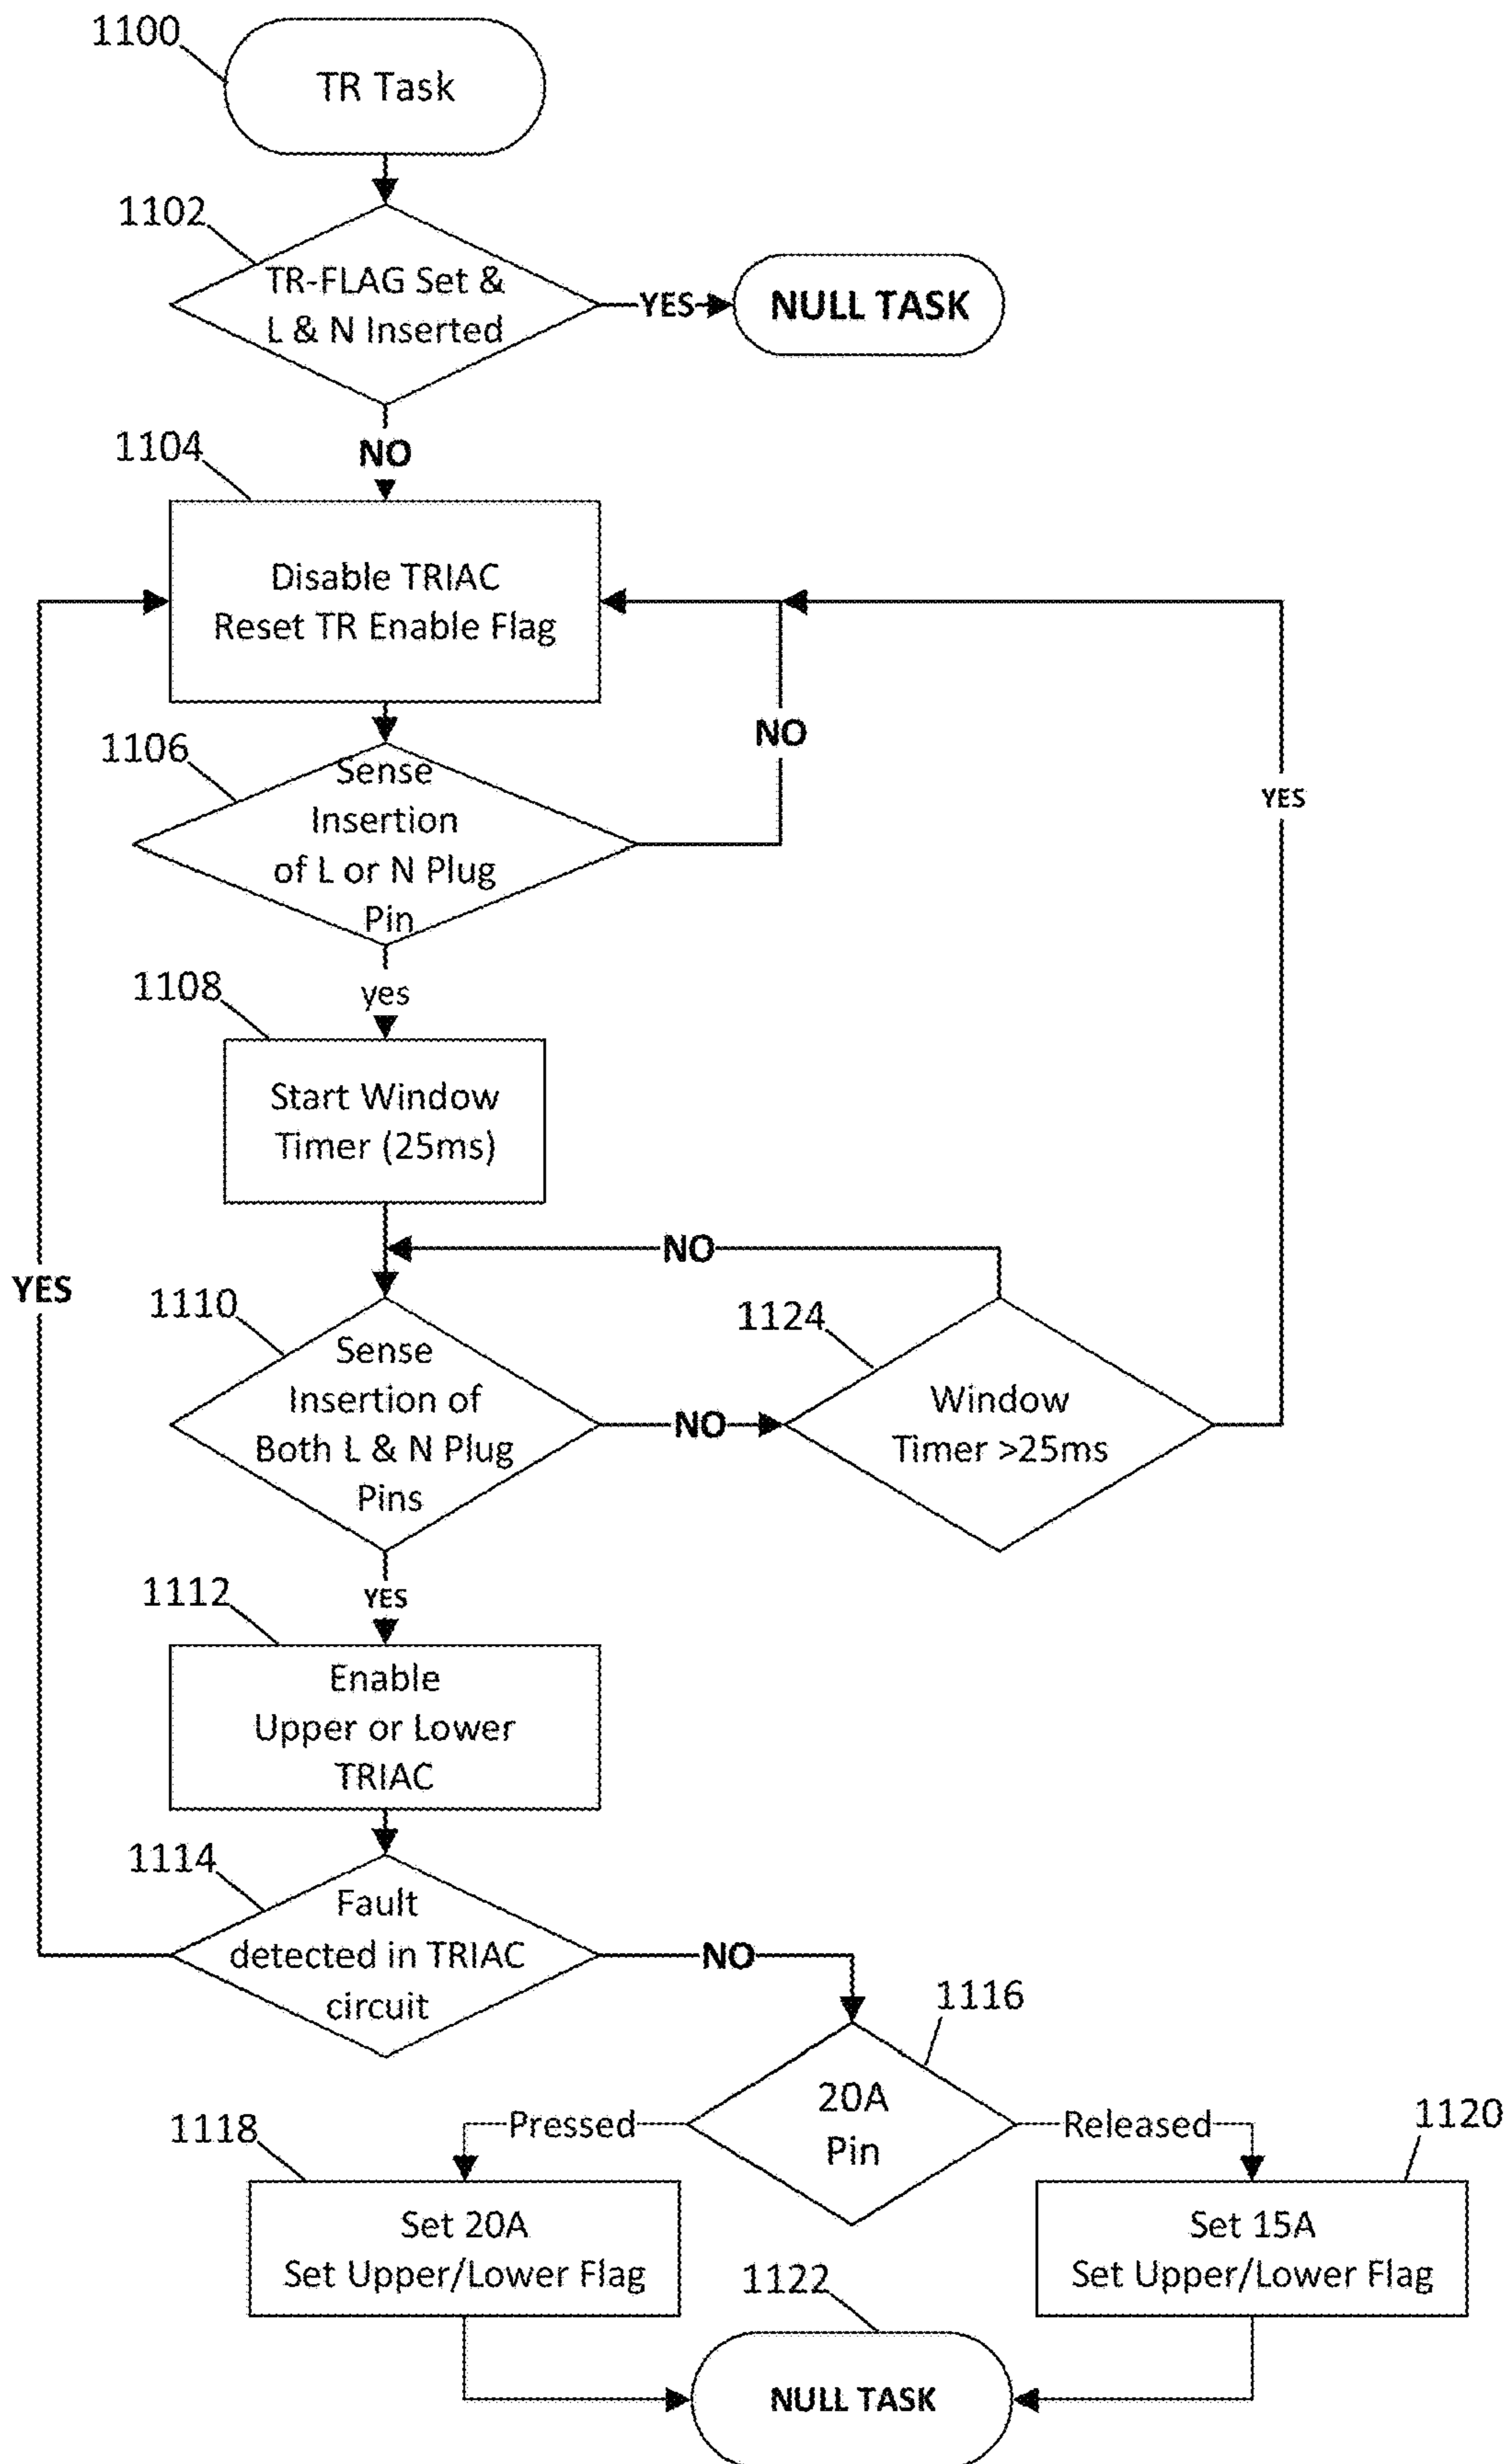 1100
TR Task
1102
TR-FLAG Set &
L & N Inserted
YES
NULL TASK
NO
1104
Disable TRIAC
Reset TR Enable Flag
NO
1106
Sense
Insertion
of L or N Plug
Pin
YES
yes
1108
Start Window
Timer (25ms)
NO
YES
1110
Sense
Insertion of
Both L & N Plug
Pins
NO
1124
Window
Timer >25ms
YES
1112
Enable
Upper or Lower
TRIAC
1114
Fault
detected in TRIAC
circuit
NO
1116
20A
Pin
Pressed
Released
1118
Set 20A
Set Upper/Lower Flag
1120
Set 15A
Set Upper/Lower Flag
1122
NULL TASK